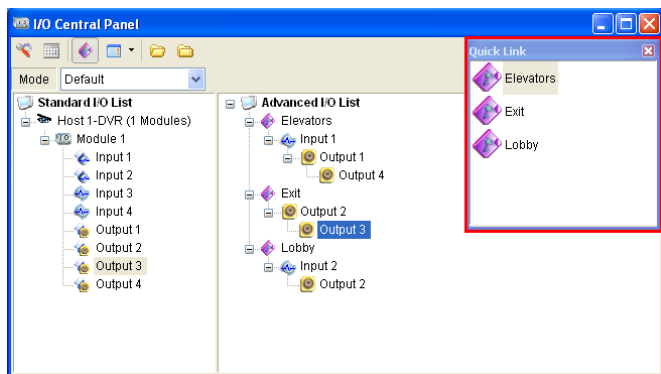 I/O Central Panel
Mode Default
Standard I/O List
Host 1-DVR (1 Modules)
Module 1
Input 1
Input 2
Input 3
Input 4
Output 1
Output 2
Output 3
Output 4
Advanced I/O List
Elevators
Input 1
Output 1
Output 4
Exit
Output 2
Output 3
Lobby
Input 2
Output 2
Quick Link
Elevators
Exit
Lobby